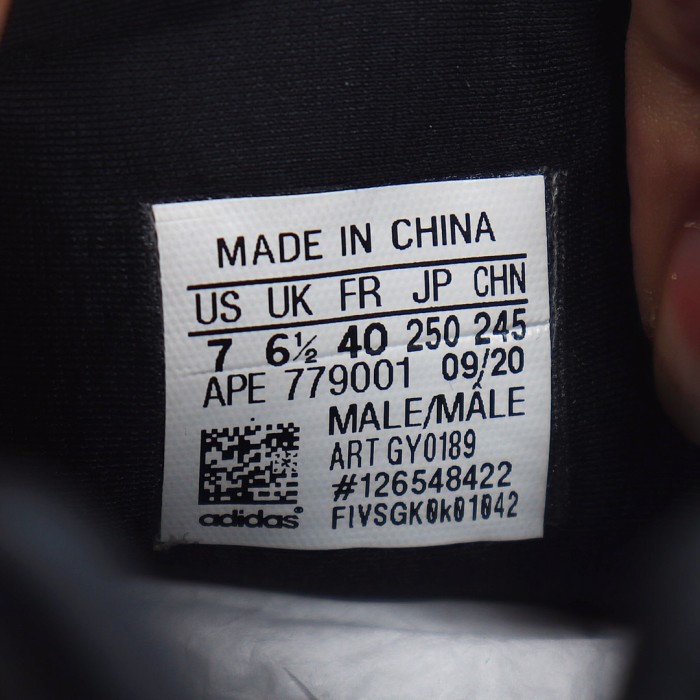 MADE IN CHINA
US UK FR JP CHN
7 6½ 40 250 245
APE 779001 09/20
MALE/MÂLE
ART GY0189
#126548422
FIVSGK0k01042
adidas®